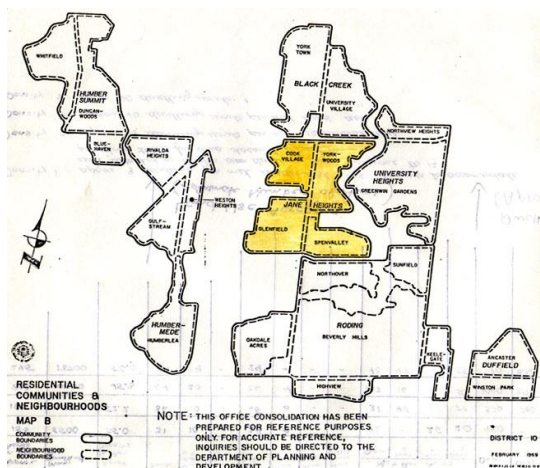 YORK
TOWN
WHITFIELD
BLACK CREEK
HUMBER
SUMMIT
UNIVERSITY
VILLAGE
DUNCAN-
WOODS
NORTHVIEW HEIGHTS
BLUE-
HAVEN
RIVALDA
HEIGHTS
COOK
VILLAGE
YORK-
WOODS
UNIVERSITY
HEIGHTS
GREENWIN GARDENS
WESTON
HEIGHTS
JANE HEIGHTS
GULF-
STREAM
GLENFIELD
SPENVALLEY
SUNFIELD
NORTHOVER
HUMBER-
MEDE
HUMBERLEA
RODING
BEVERLY HILLS
OAKDALE
ACRES
KEELE-
GATE
ANCASTER
DUFFIELD
WINSTON PARK
HIGHVIEW
RESIDENTIAL
COMMUNITIES &
NEIGHBOURHOODS
MAP B
COMMUNITY
BOUNDARIES
NEIGHBOURHOOD
BOUNDARIES
NOTE: THIS OFFICE CONSOLIDATION HAS BEEN
PREPARED FOR REFERENCE PURPOSES
ONLY. FOR ACCURATE REFERENCE,
INQUIRIES SHOULD BE DIRECTED TO THE
DEPARTMENT OF PLANNING AND
DEVELOPMENT.
DISTRICT 10
FEBRUARY 1969